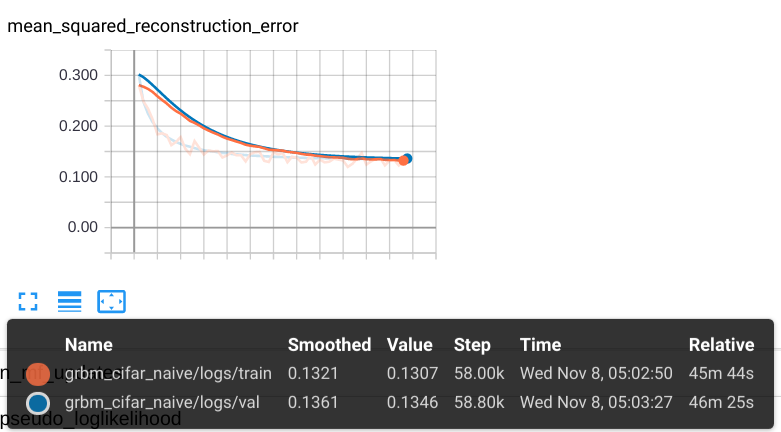 mean_squared_reconstruction_error
0.300
0.200
0.100
0.00
Name Smoothed Value Step Time Relative
grbm_cifar_naive/logs/train 0.1321 0.1307 58.00k Wed Nov 8, 05:02:50 45m 44s
grbm_cifar_naive/logs/val 0.1361 0.1346 58.80k Wed Nov 8, 05:03:27 46m 25s
pseudo_loglikelihood